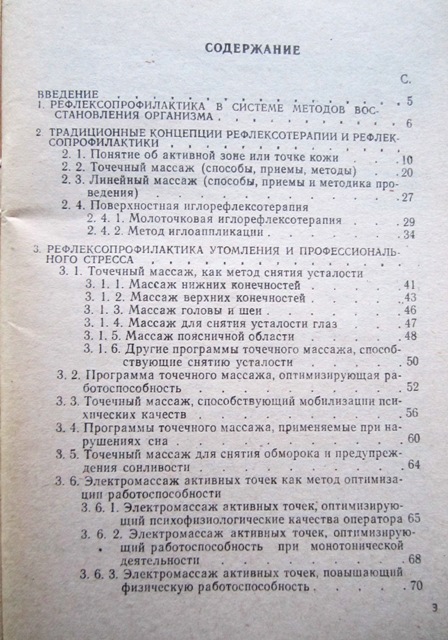 СОДЕРЖАНИЕ
С.
ВВЕДЕНИЕ . . . . . . . . . . . . . 5
1. РЕФЛЕКСОПРОФИЛАКТИКА В СИСТЕМЕ МЕТОДОВ ВОС-
СТАНОВЛЕНИЯ ОРГАНИЗМА . . . . . . . . 6
2 ТРАДИЦИОННЫЕ КОНЦЕПЦИИ РЕФЛЕКСОТЕРАПИИ И РЕФЛЕК-
СОПРОФИЛАКТИКИ . . . . . . . . . .
2. 1. Понятие об активной зоне или точке кожи . . . 10
2. 2. Точечный массаж (способы, приемы, методы) . . 20
2. 3. Линейный массаж (способы, приемы и методика про-
ведения) . . . . . . . . . . . 27
2. 4. Поверхностная иглорефлексотерапия
2. 4. 1. Молоточковая иглорефлексотерапия . . . 29
2. 4. 2. Метод иглоаппликации . . . . . . 34
3. РЕФЛЕКСОПРОФИЛАКТИКА УТОМЛЕНИЯ И ПРОФЕССИОНАЛЬ-
НОГО СТРЕССА . . . . . . . . . .
3. 1. Точечный массаж, как метод снятия усталости
3. 1. 1. Массаж нижних конечностей . . . . 41
3. 1. 2. Массаж верхних конечностей . . . . 43
3. 1. 3. Массаж головы и шеи . . . . . . 46
3. 1. 4. Массаж для снятия усталости глаз . . . 47
3. 1. 5. Массаж поясничной области . . . . 48
3. 1. 6. Другие программы точечного массажа, способ-
ствующие снятию усталости . . . . . 50
3. 2. Программа точечного массажа, оптимизирующая ра-
ботоспособность . . . . . . . . . 52
3. 3. Точечный массаж, способствующий мобилизации пси-
хических качеств . . . . . . . . . 56
3. 4. Программы точечного массажа, применяемые при на-
рушениях сна . . . . . . . . . . 60
3. 5. Точечный массаж для снятия обморока и предупреж-
дения сонливости . . . . . . . . . 64
3. 6. Электромассаж активных точек как метод оптимиза-
ции работоспособности
3. 6. 1. Электромассаж активных точек, оптимизирую-
щий психофизиологические качества оператора 65
3. 6. 2. Электромассаж активных точек, оптимизирую-
щий работоспособность при монотонической
деятельности . . . . . . . . . 68
3. 6. 3. Электромассаж активных точек, повышающий
физическую работоспособность . . . . . 70
3